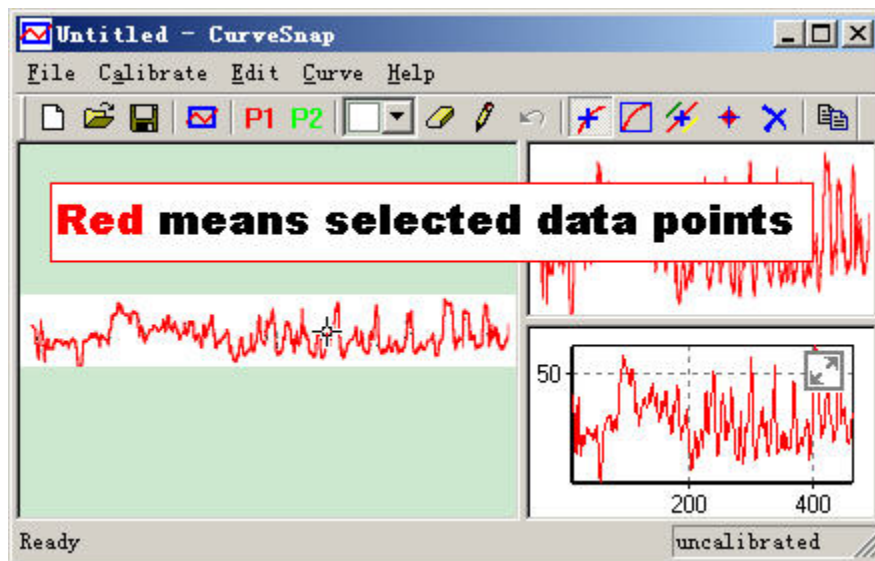 Untitled - CurveSnap
File Calibrate Edit Curve Help
P1 P2
Red means selected data points
50
200 400
Ready uncalibrated